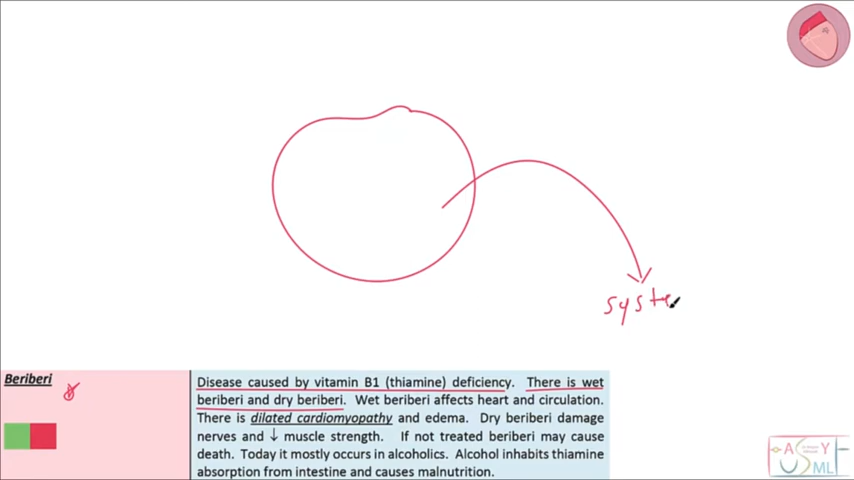 syste
Beriberi
Disease caused by vitamin B1 (thiamine) deficiency. There is wet
beriberi and dry beriberi. Wet beriberi affects heart and circulation.
There is dilated cardiomyopathy and edema. Dry beriberi damage
nerves and ↓ muscle strength. If not treated beriberi may cause
death. Today it mostly occurs in alcoholics. Alcohol inhabits thiamine
absorption from intestine and causes malnutrition.
EASY
USMLE